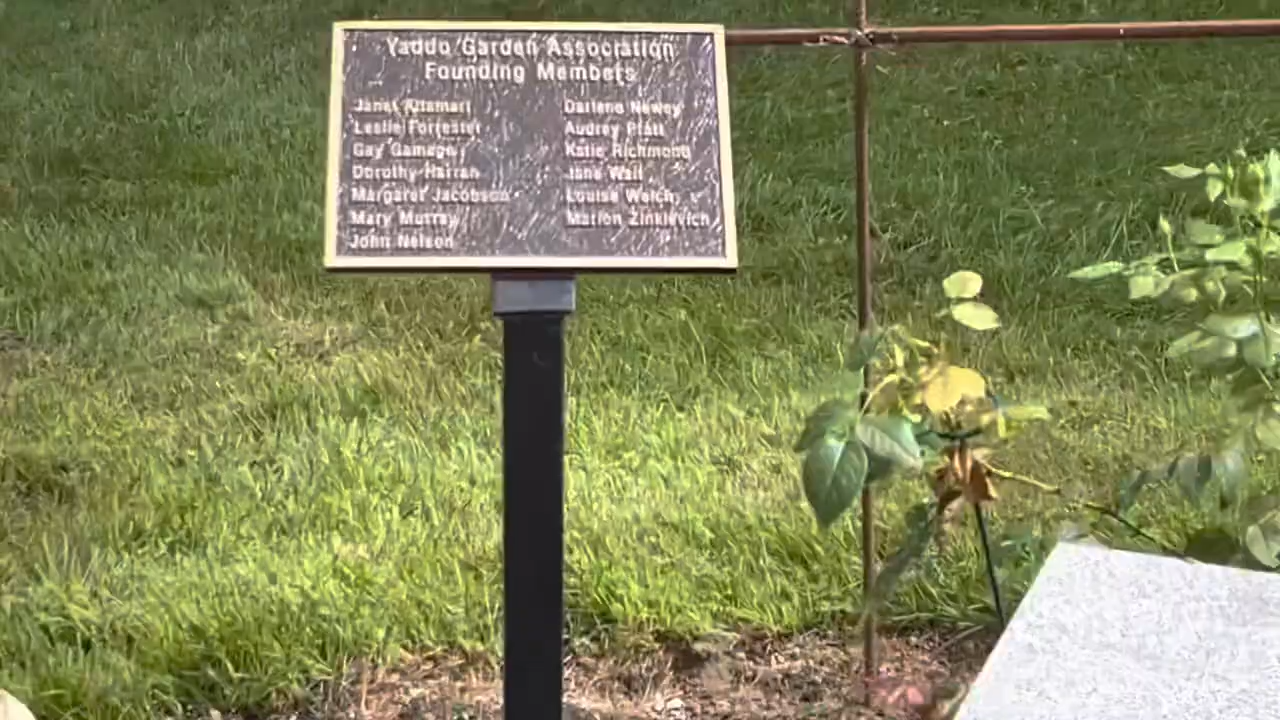 Yaddo Garden Association
Founding Members
Janet Altamari
Leslie Forrester
Gay Gamage
Dorothy Harran
Margaret Jacobson
Mary Murray
John Nelson
Darlene Newey
Audrey Platt
Katie Richmond
Jane Wait
Louise Welch
Marion Zinkievich